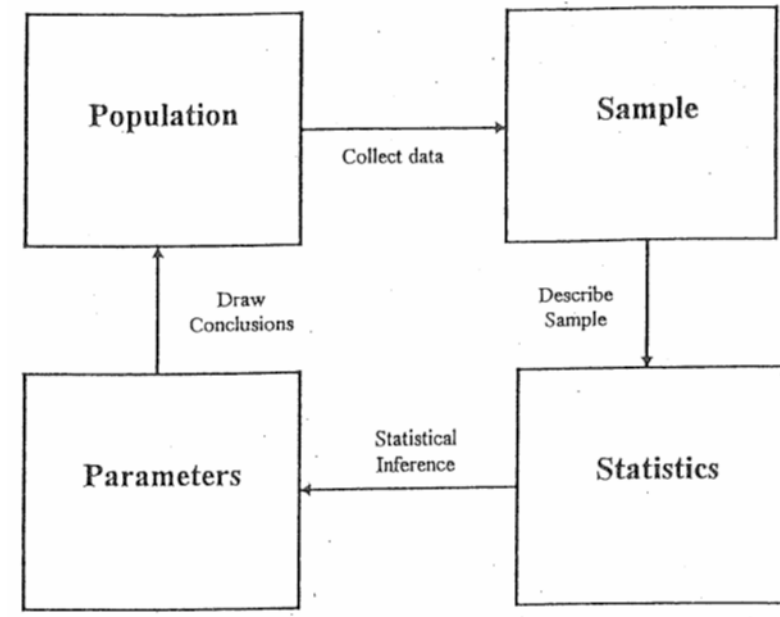 Population
Sample
Collect data
Draw
Conclusions
Describe
Sample
Statistical
Inference
Parameters
Statistics